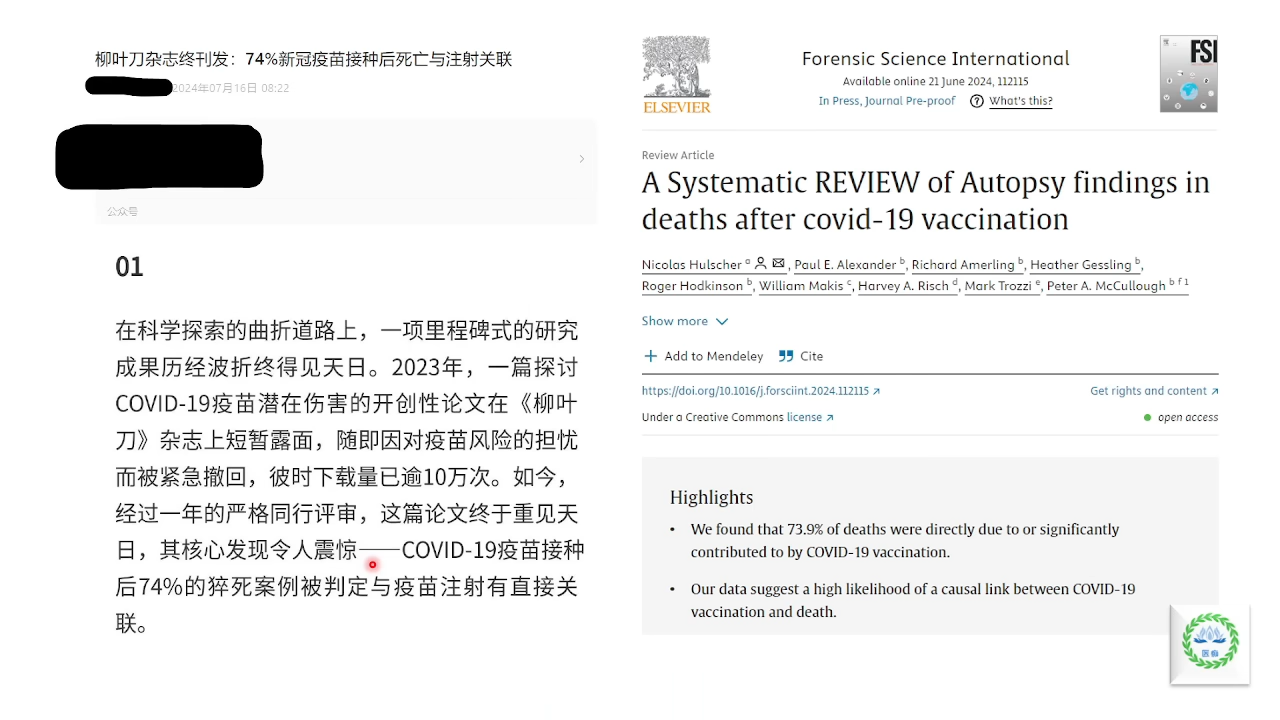 柳叶刀杂志终刊发：74%新冠疫苗接种后死亡与注射关联
2024年07月16日 08:22
公众号
01
在科学探索的曲折道路上，一项里程碑式的研究
成果历经波折终得见天日。2023年，一篇探讨
COVID-19疫苗潜在伤害的开创性论文在《柳叶
刀》杂志上短暂露面，随即因对疫苗风险的担忧
而被紧急撤回，彼时下载量已逾10万次。如今，
经过一年的严格同行评审，这篇论文终于重见天
日，其核心发现令人震惊——COVID-19疫苗接种
后74%的猝死案例被判定与疫苗注射有直接关
联。
ELSEVIER
Forensic Science International
Available online 21 June 2024, 112115
In Press, Journal Pre-proof What's this?
FSI
Review Article
A Systematic REVIEW of Autopsy findings in
deaths after covid-19 vaccination
Nicolas Hulscher a, Paul E. Alexander b, Richard Amerling b, Heather Gessling b,
Roger Hodkinson b, William Makis c, Harvey A. Risch d, Mark Trozzi e, Peter A. McCullough b f 1
Show more
+ Add to Mendeley Cite
https://doi.org/10.1016/j.forsciint.2024.112115 Get rights and content
Under a Creative Commons license open access
Highlights
• We found that 73.9% of deaths were directly due to or significantly
contributed to by COVID-19 vaccination.
• Our data suggest a high likelihood of a causal link between COVID-19
vaccination and death.